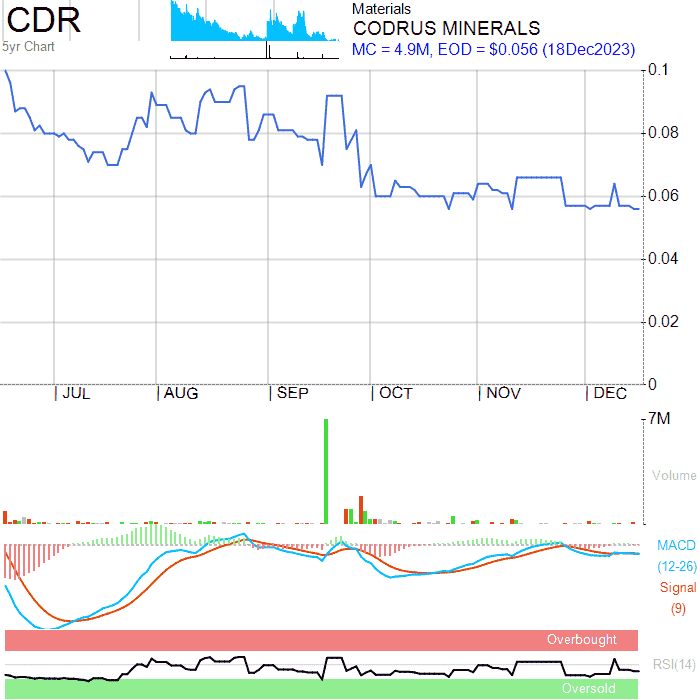 CDR
5yr Chart
Materials
CODRUS MINERALS
MC = 4.9M, EOD = $0.056 (18Dec2023)
0.1
0.08
0.06
0.04
0.02
0
JUL AUG SEP OCT NOV DEC
7M
Volume
MACD
(12-26)
Signal
(9)
Overbought
RSI(14)
Oversold